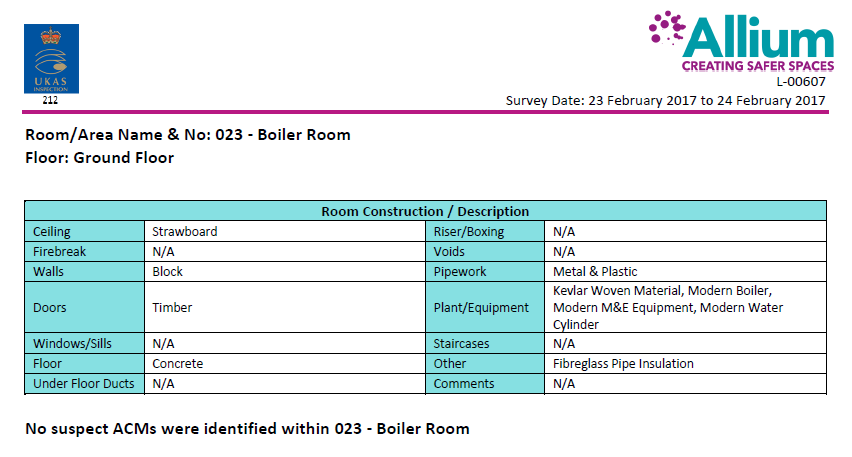 Allium
CREATING SAFER SPACES
UKAS
INSPECTION
212
L-00607
Survey Date: 23 February 2017 to 24 February 2017
Room/Area Name & No: 023 - Boiler Room
Floor: Ground Floor
Room Construction / Description
Ceiling Strawboard Riser/Boxing N/A
Firebreak N/A Voids N/A
Walls Block Pipework Metal & Plastic
Doors Timber Plant/Equipment Kevlar Woven Material, Modern Boiler,
Modern M&E Equipment, Modern Water
Cylinder
Windows/Sills N/A Staircases N/A
Floor Concrete Other Fibreglass Pipe Insulation
Under Floor Ducts N/A Comments N/A
No suspect ACMs were identified within 023 - Boiler Room